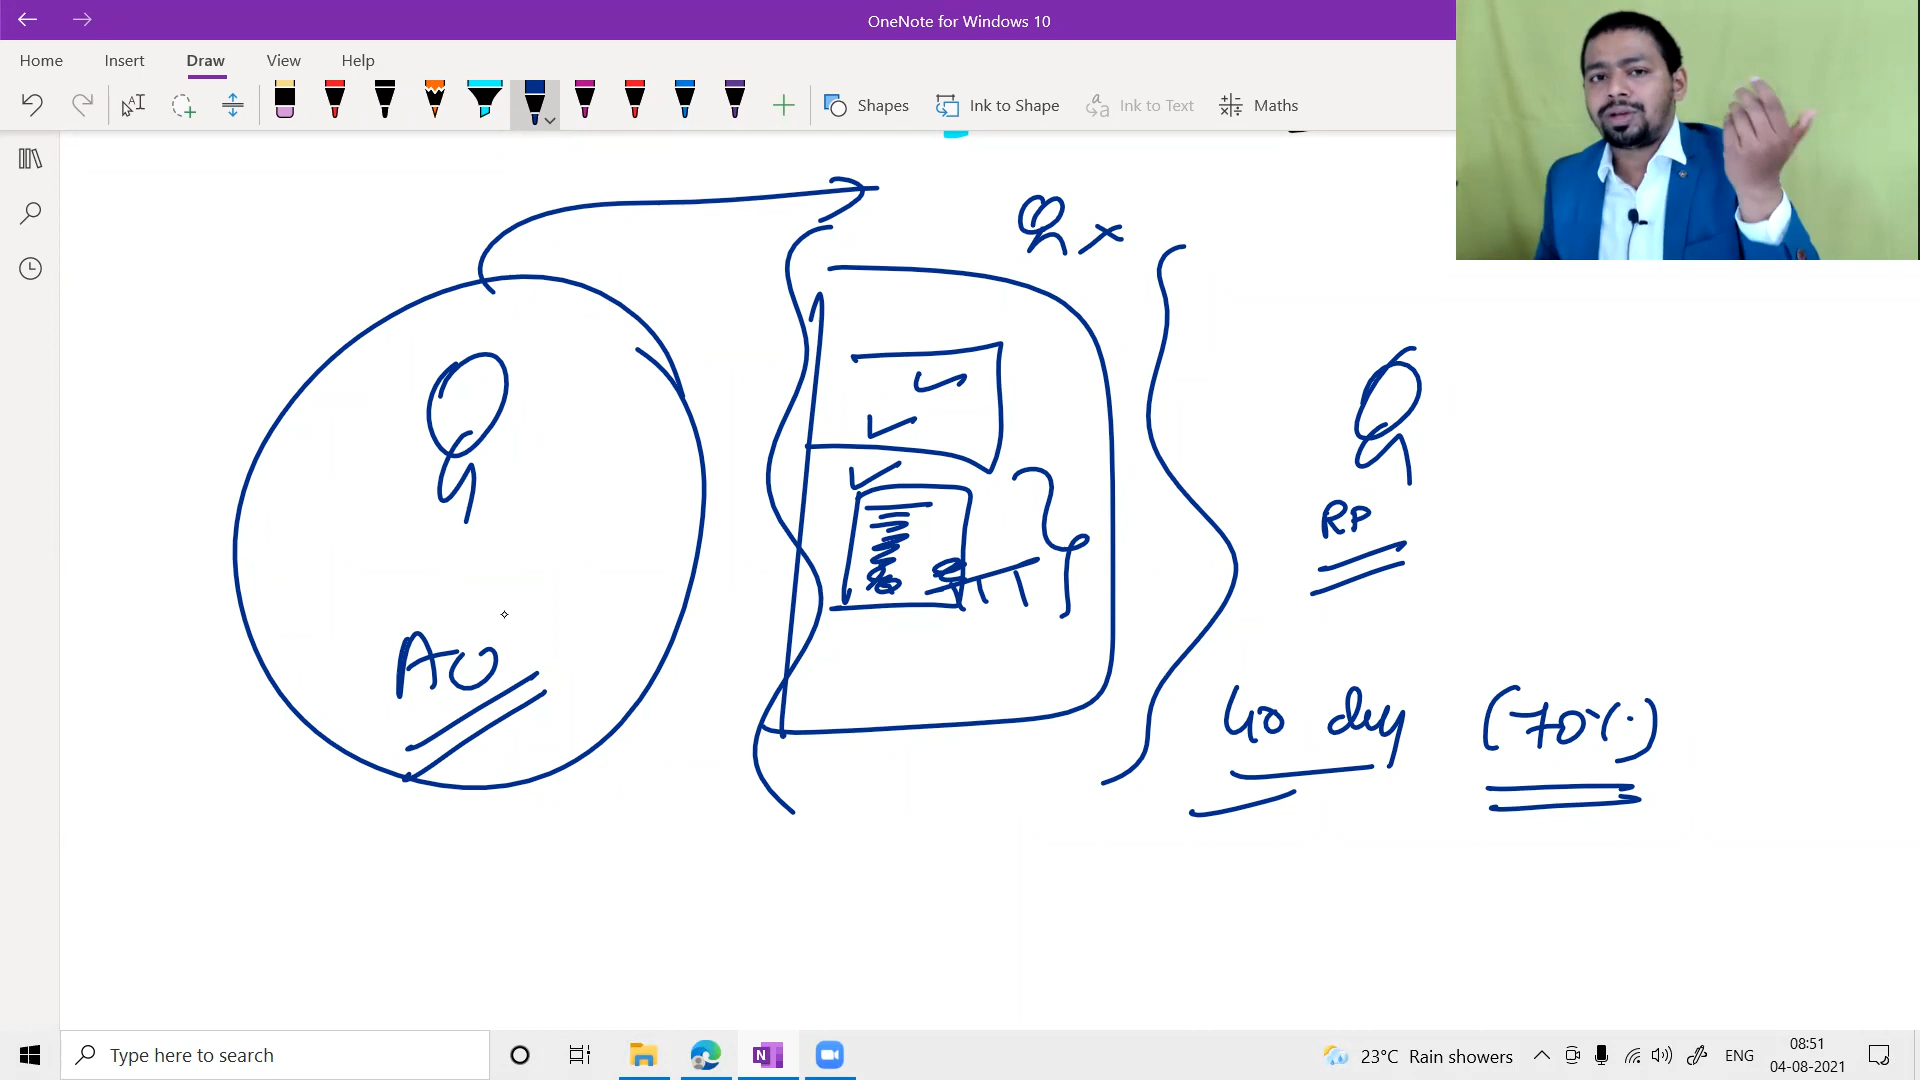 OneNote for Windows 10
Home Insert Draw View Help
Shapes Ink to Shape Ink to Text Maths
x
RP
AO
40 day (70%)
Type here to search
23°C Rain showers ENG
08:51
04-08-2021